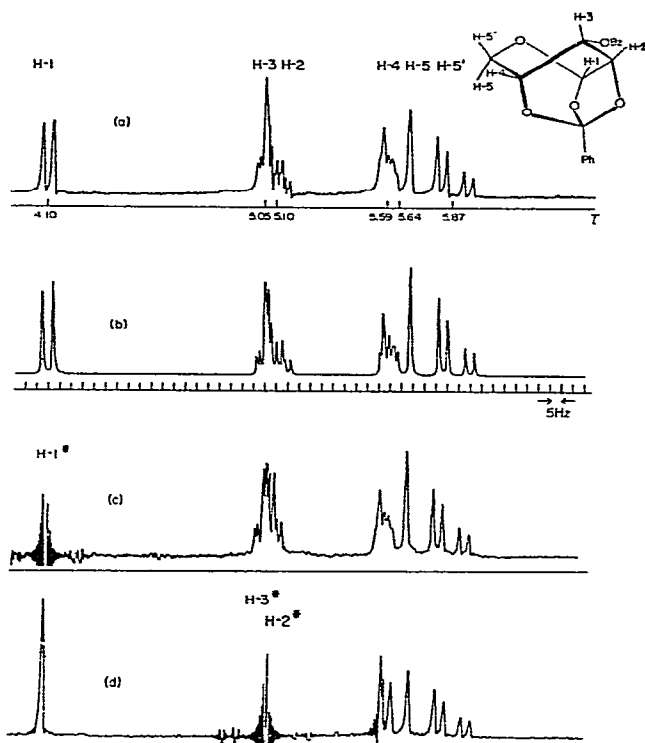 H-3
H-5'
O
OBz
H-2
H-1
H-4
H-5
O
O
O
Ph
H-1
H-3 H-2
H-4 H-5 H-5'
(a)
4.10
5.05
5.10
5.59
5.64
5.87
τ
(b)
5Hz
H-1*
(c)
H-3*
H-2*
(d)